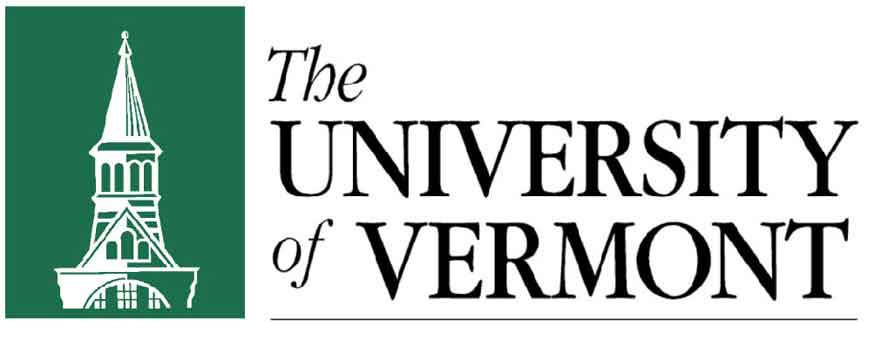 The
UNIVERSITY
of VERMONT